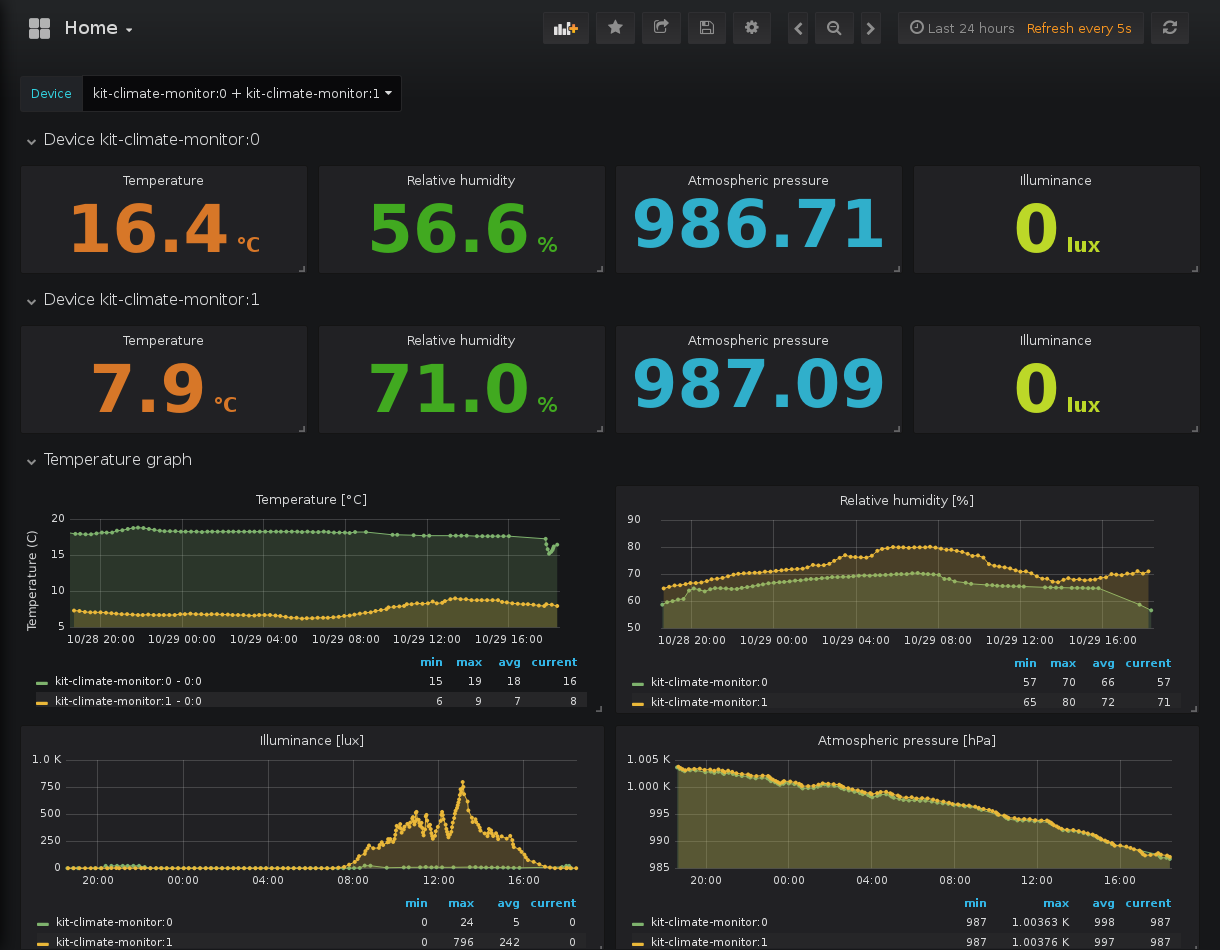 Home
Last 24 hours Refresh every 5s
Device kit-climate-monitor:0 + kit-climate-monitor:1
Device kit-climate-monitor:0
Temperature Relative humidity Atmospheric pressure Illuminance
16.4 °C 56.6 % 986.71 0 lux
Device kit-climate-monitor:1
Temperature Relative humidity Atmospheric pressure Illuminance
7.9 °C 71.0 % 987.09 0 lux
Temperature graph
Temperature [°C]
Temperature (C)
20
15
10
5
10/28 20:00 10/29 00:00 10/29 04:00 10/29 08:00 10/29 12:00 10/29 16:00
min max avg current
kit-climate-monitor:0 - 0:0 15 19 18 16
kit-climate-monitor:1 - 0:0 6 9 7 8
Relative humidity [%]
90
80
70
60
50
10/28 20:00 10/29 00:00 10/29 04:00 10/29 08:00 10/29 12:00 10/29 16:00
min max avg current
kit-climate-monitor:0 57 70 66 57
kit-climate-monitor:1 65 80 72 71
Illuminance [lux]
1.0 K
750
500
250
0
20:00 00:00 04:00 08:00 12:00 16:00
min max avg current
kit-climate-monitor:0 0 24 5 0
kit-climate-monitor:1 0 796 242 0
Atmospheric pressure [hPa]
1.005 K
1.000 K
995
990
985
20:00 00:00 04:00 08:00 12:00 16:00
min max avg current
kit-climate-monitor:0 987 1.00363 K 998 987
kit-climate-monitor:1 987 1.00376 K 997 987